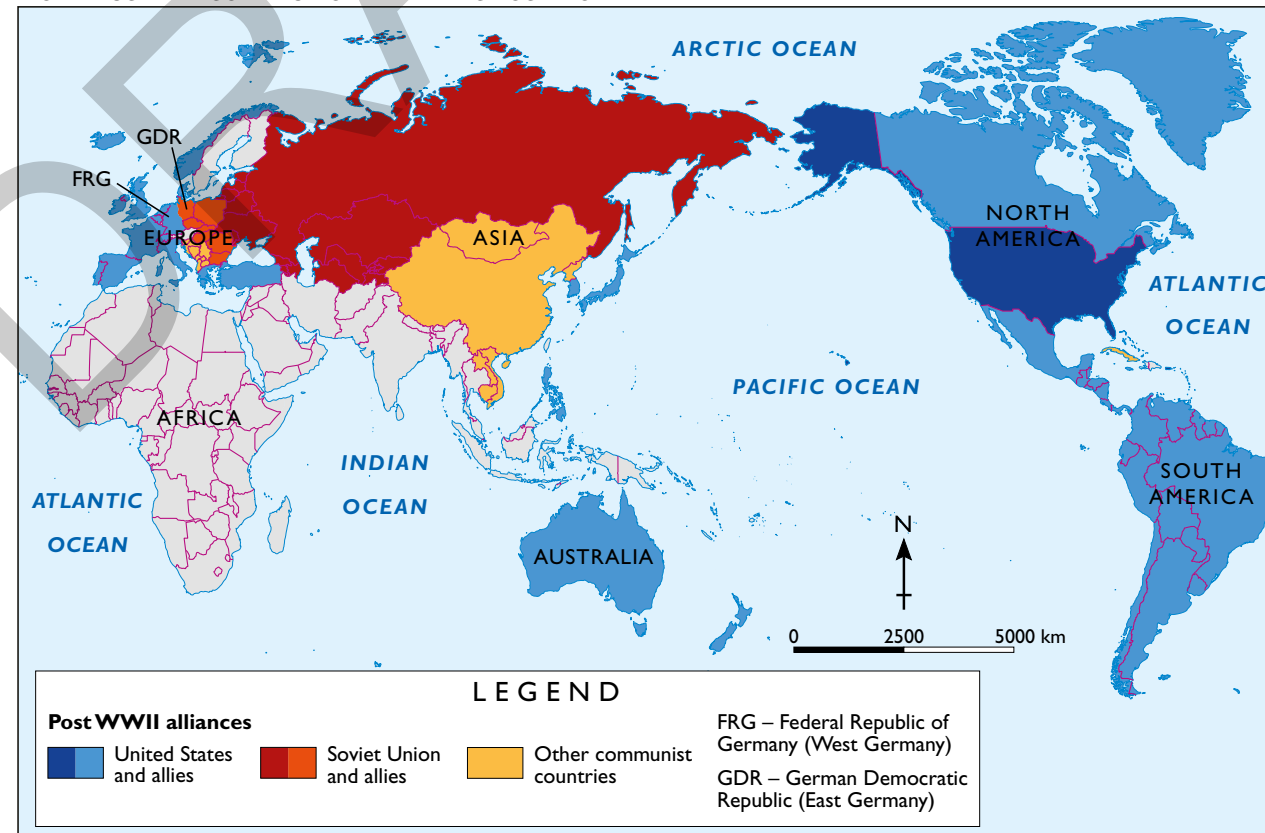 ARCTIC OCEAN
GDR
FRG
EUROPE
ASIA
NORTH
AMERICA
ATLANTIC
OCEAN
PACIFIC OCEAN
AFRICA
INDIAN
OCEAN
ATLANTIC
OCEAN
SOUTH
AMERICA
AUSTRALIA
N
0 2500 5000 km
LEGEND
Post WWII alliances
United States
and allies
Soviet Union
and allies
Other communist
countries
FRG – Federal Republic of
Germany (West Germany)
GDR – German Democratic
Republic (East Germany)